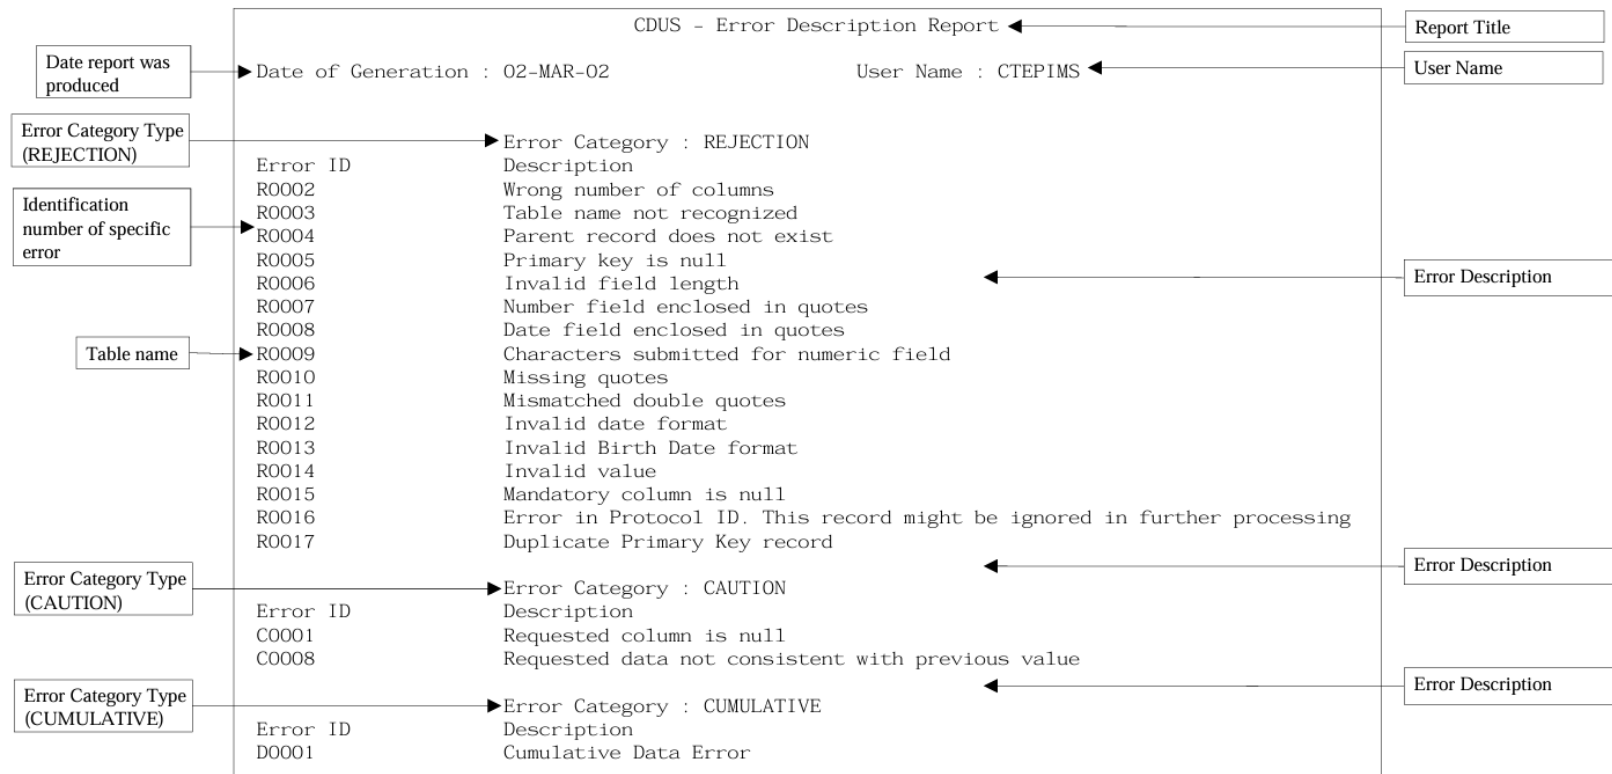 CDUS - Error Description Report
Report Title
Date report was
produced
Date of Generation : 02-MAR-02
User Name : CTEPIMS
User Name
Error Category Type
(REJECTION)
Error Category : REJECTION
Error ID Description
R0002 Wrong number of columns
Identification
number of specific
error
R0003 Table name not recognized
R0004 Parent record does not exist
R0005 Primary key is null
R0006 Invalid field length
Error Description
R0007 Number field enclosed in quotes
R0008 Date field enclosed in quotes
Table name
R0009 Characters submitted for numeric field
R0010 Missing quotes
R0011 Mismatched double quotes
R0012 Invalid date format
R0013 Invalid Birth Date format
R0014 Invalid value
R0015 Mandatory column is null
R0016 Error in Protocol ID. This record might be ignored in further processing
R0017 Duplicate Primary Key record
Error Description
Error Category Type
(CAUTION)
Error Category : CAUTION
Error ID Description
C0001 Requested column is null
C0008 Requested data not consistent with previous value
Error Description
Error Category Type
(CUMULATIVE)
Error Category : CUMULATIVE
Error ID Description
D0001 Cumulative Data Error